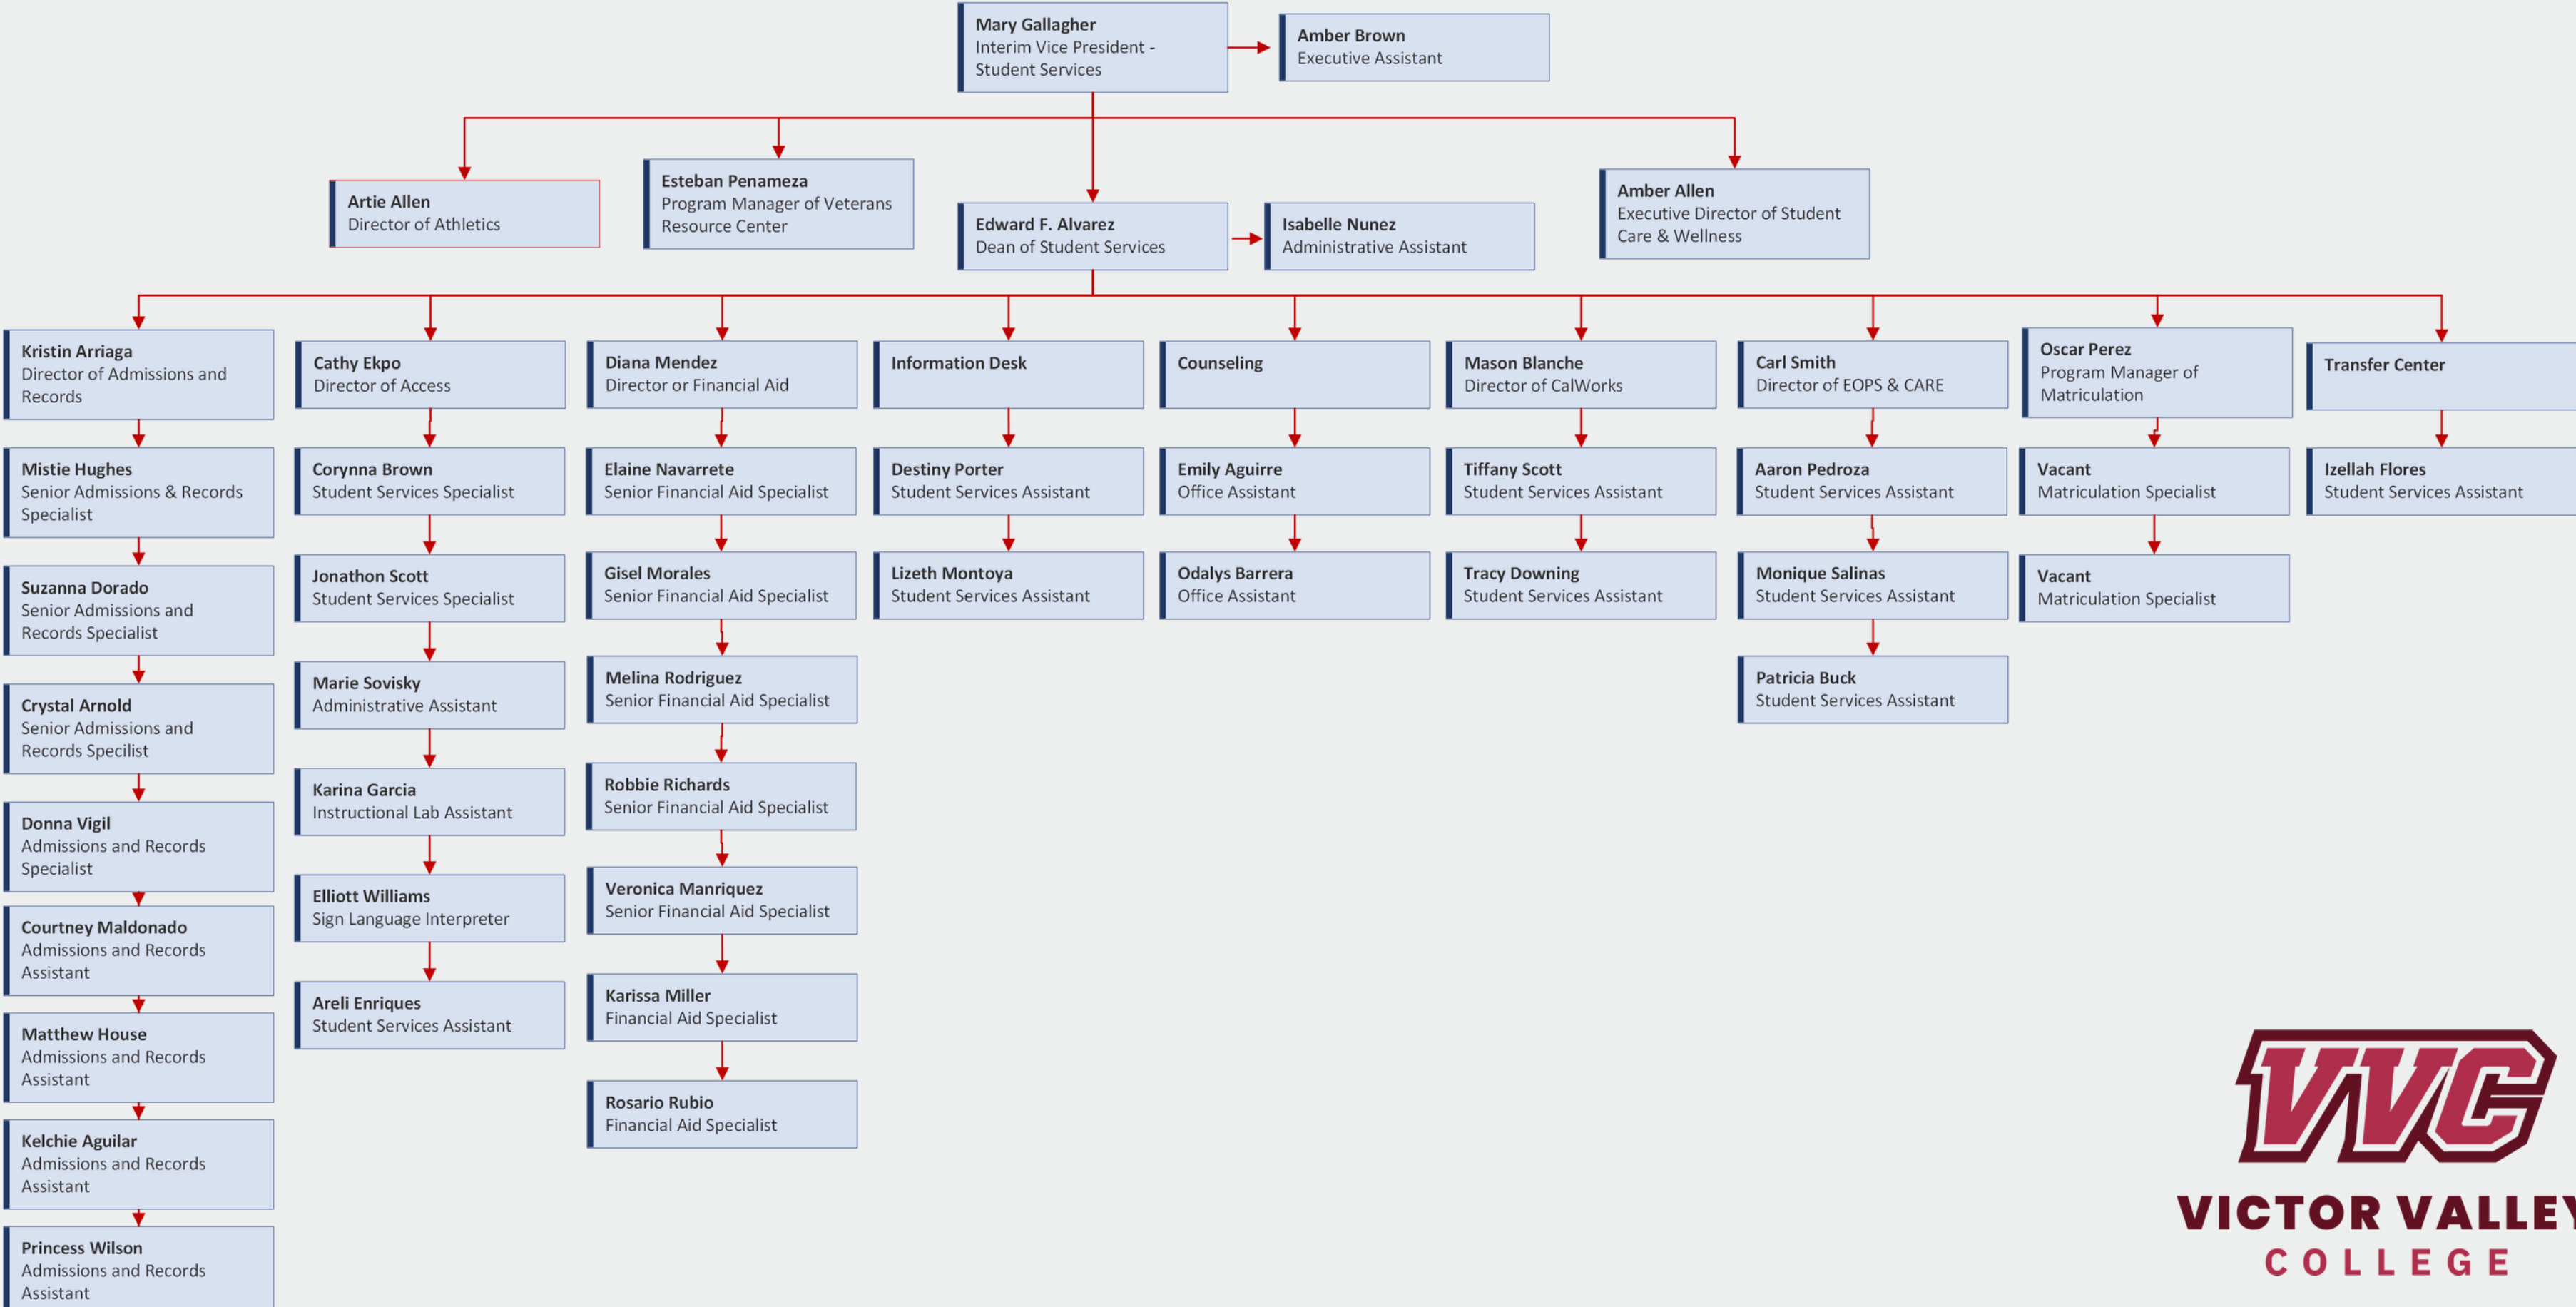 Mary Gallagher
Interim Vice President -
Student Services
Amber Brown
Executive Assistant
Artie Allen
Director of Athletics
Esteban Penameza
Program Manager of Veterans
Resource Center
Edward F. Alvarez
Dean of Student Services
Isabelle Nunez
Administrative Assistant
Amber Allen
Executive Director of Student
Care & Wellness
Kristin Arriaga
Director of Admissions and
Records
Mistie Hughes
Senior Admissions & Records
Specialist
Suzanna Dorado
Senior Admissions and
Records Specialist
Crystal Arnold
Senior Admissions and
Records Specilist
Donna Vigil
Admissions and Records
Specialist
Courtney Maldonado
Admissions and Records
Assistant
Matthew House
Admissions and Records
Assistant
Kelchie Aguilar
Admissions and Records
Assistant
Princess Wilson
Admissions and Records
Assistant
Cathy Ekpo
Director of Access
Corynna Brown
Student Services Specialist
Jonathon Scott
Student Services Specialist
Marie Sovisky
Administrative Assistant
Karina Garcia
Instructional Lab Assistant
Elliott Williams
Sign Language Interpreter
Areli Enriques
Student Services Assistant
Diana Mendez
Director or Financial Aid
Elaine Navarrete
Senior Financial Aid Specialist
Gisel Morales
Senior Financial Aid Specialist
Melina Rodriguez
Senior Financial Aid Specialist
Robbie Richards
Senior Financial Aid Specialist
Veronica Manriquez
Senior Financial Aid Specialist
Karissa Miller
Financial Aid Specialist
Rosario Rubio
Financial Aid Specialist
Information Desk
Destiny Porter
Student Services Assistant
Lizeth Montoya
Student Services Assistant
Counseling
Emily Aguirre
Office Assistant
Odalys Barrera
Office Assistant
Mason Blanche
Director of CalWorks
Tiffany Scott
Student Services Assistant
Tracy Downing
Student Services Assistant
Carl Smith
Director of EOPS & CARE
Aaron Pedroza
Student Services Assistant
Monique Salinas
Student Services Assistant
Patricia Buck
Student Services Assistant
Oscar Perez
Program Manager of
Matriculation
Vacant
Matriculation Specialist
Vacant
Matriculation Specialist
Transfer Center
Izellah Flores
Student Services Assistant
VVC
VICTOR VALLEY
COLLEGE